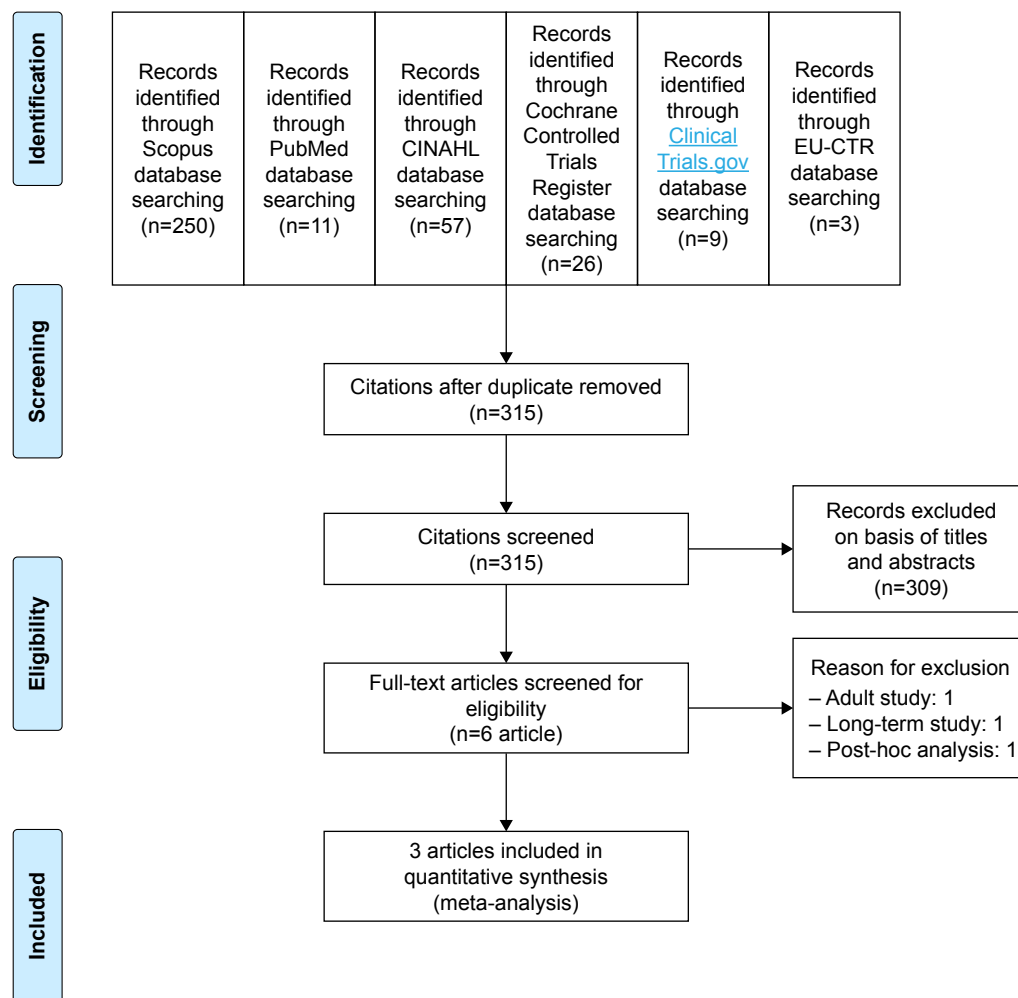 Identification
Records
identified
through
Scopus
database
searching
(n=250)
Records
identified
through
PubMed
database
searching
(n=11)
Records
identified
through
CINAHL
database
searching
(n=57)
Records
identified
through
Cochrane
Controlled
Trials
Register
database
searching
(n=26)
Records
identified
through
Clinical
Trials.gov
database
searching
(n=9)
Records
identified
through
EU-CTR
database
searching
(n=3)
Screening
Citations after duplicate removed
(n=315)
Citations screened
(n=315)
Records excluded
on basis of titles
and abstracts
(n=309)
Eligibility
Full-text articles screened for
eligibility
(n=6 article)
Reason for exclusion
– Adult study: 1
– Long-term study: 1
– Post-hoc analysis: 1
Included
3 articles included in
quantitative synthesis
(meta-analysis)